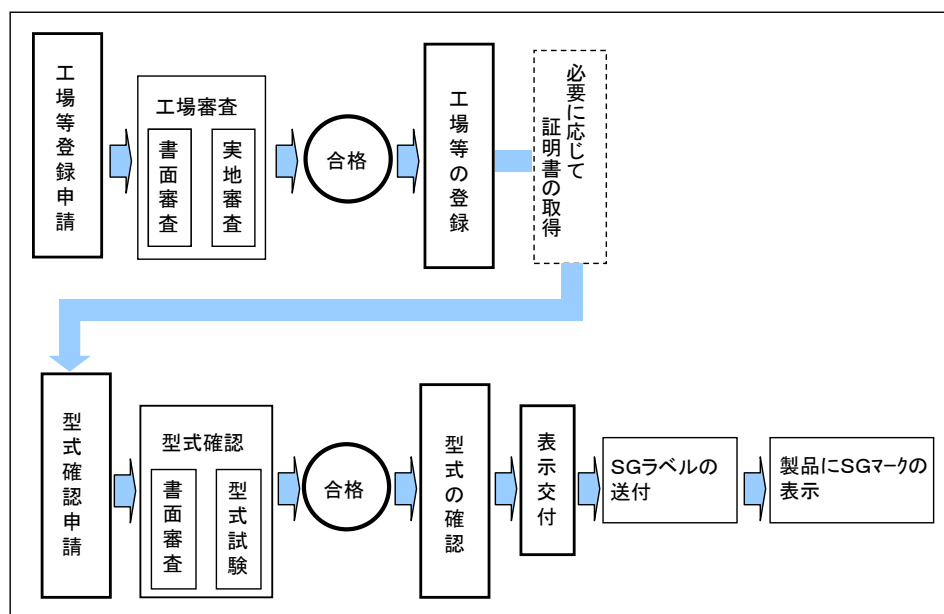 工場等登録申請
工場審査
書面審査
実地審査
合格
工場等の登録
必要に応じて
証明書の取得
型式確認申請
型式確認
書面審査
型式試験
合格
型式の確認
表示交付
SGラベルの
送付
製品にSGマークの
表示